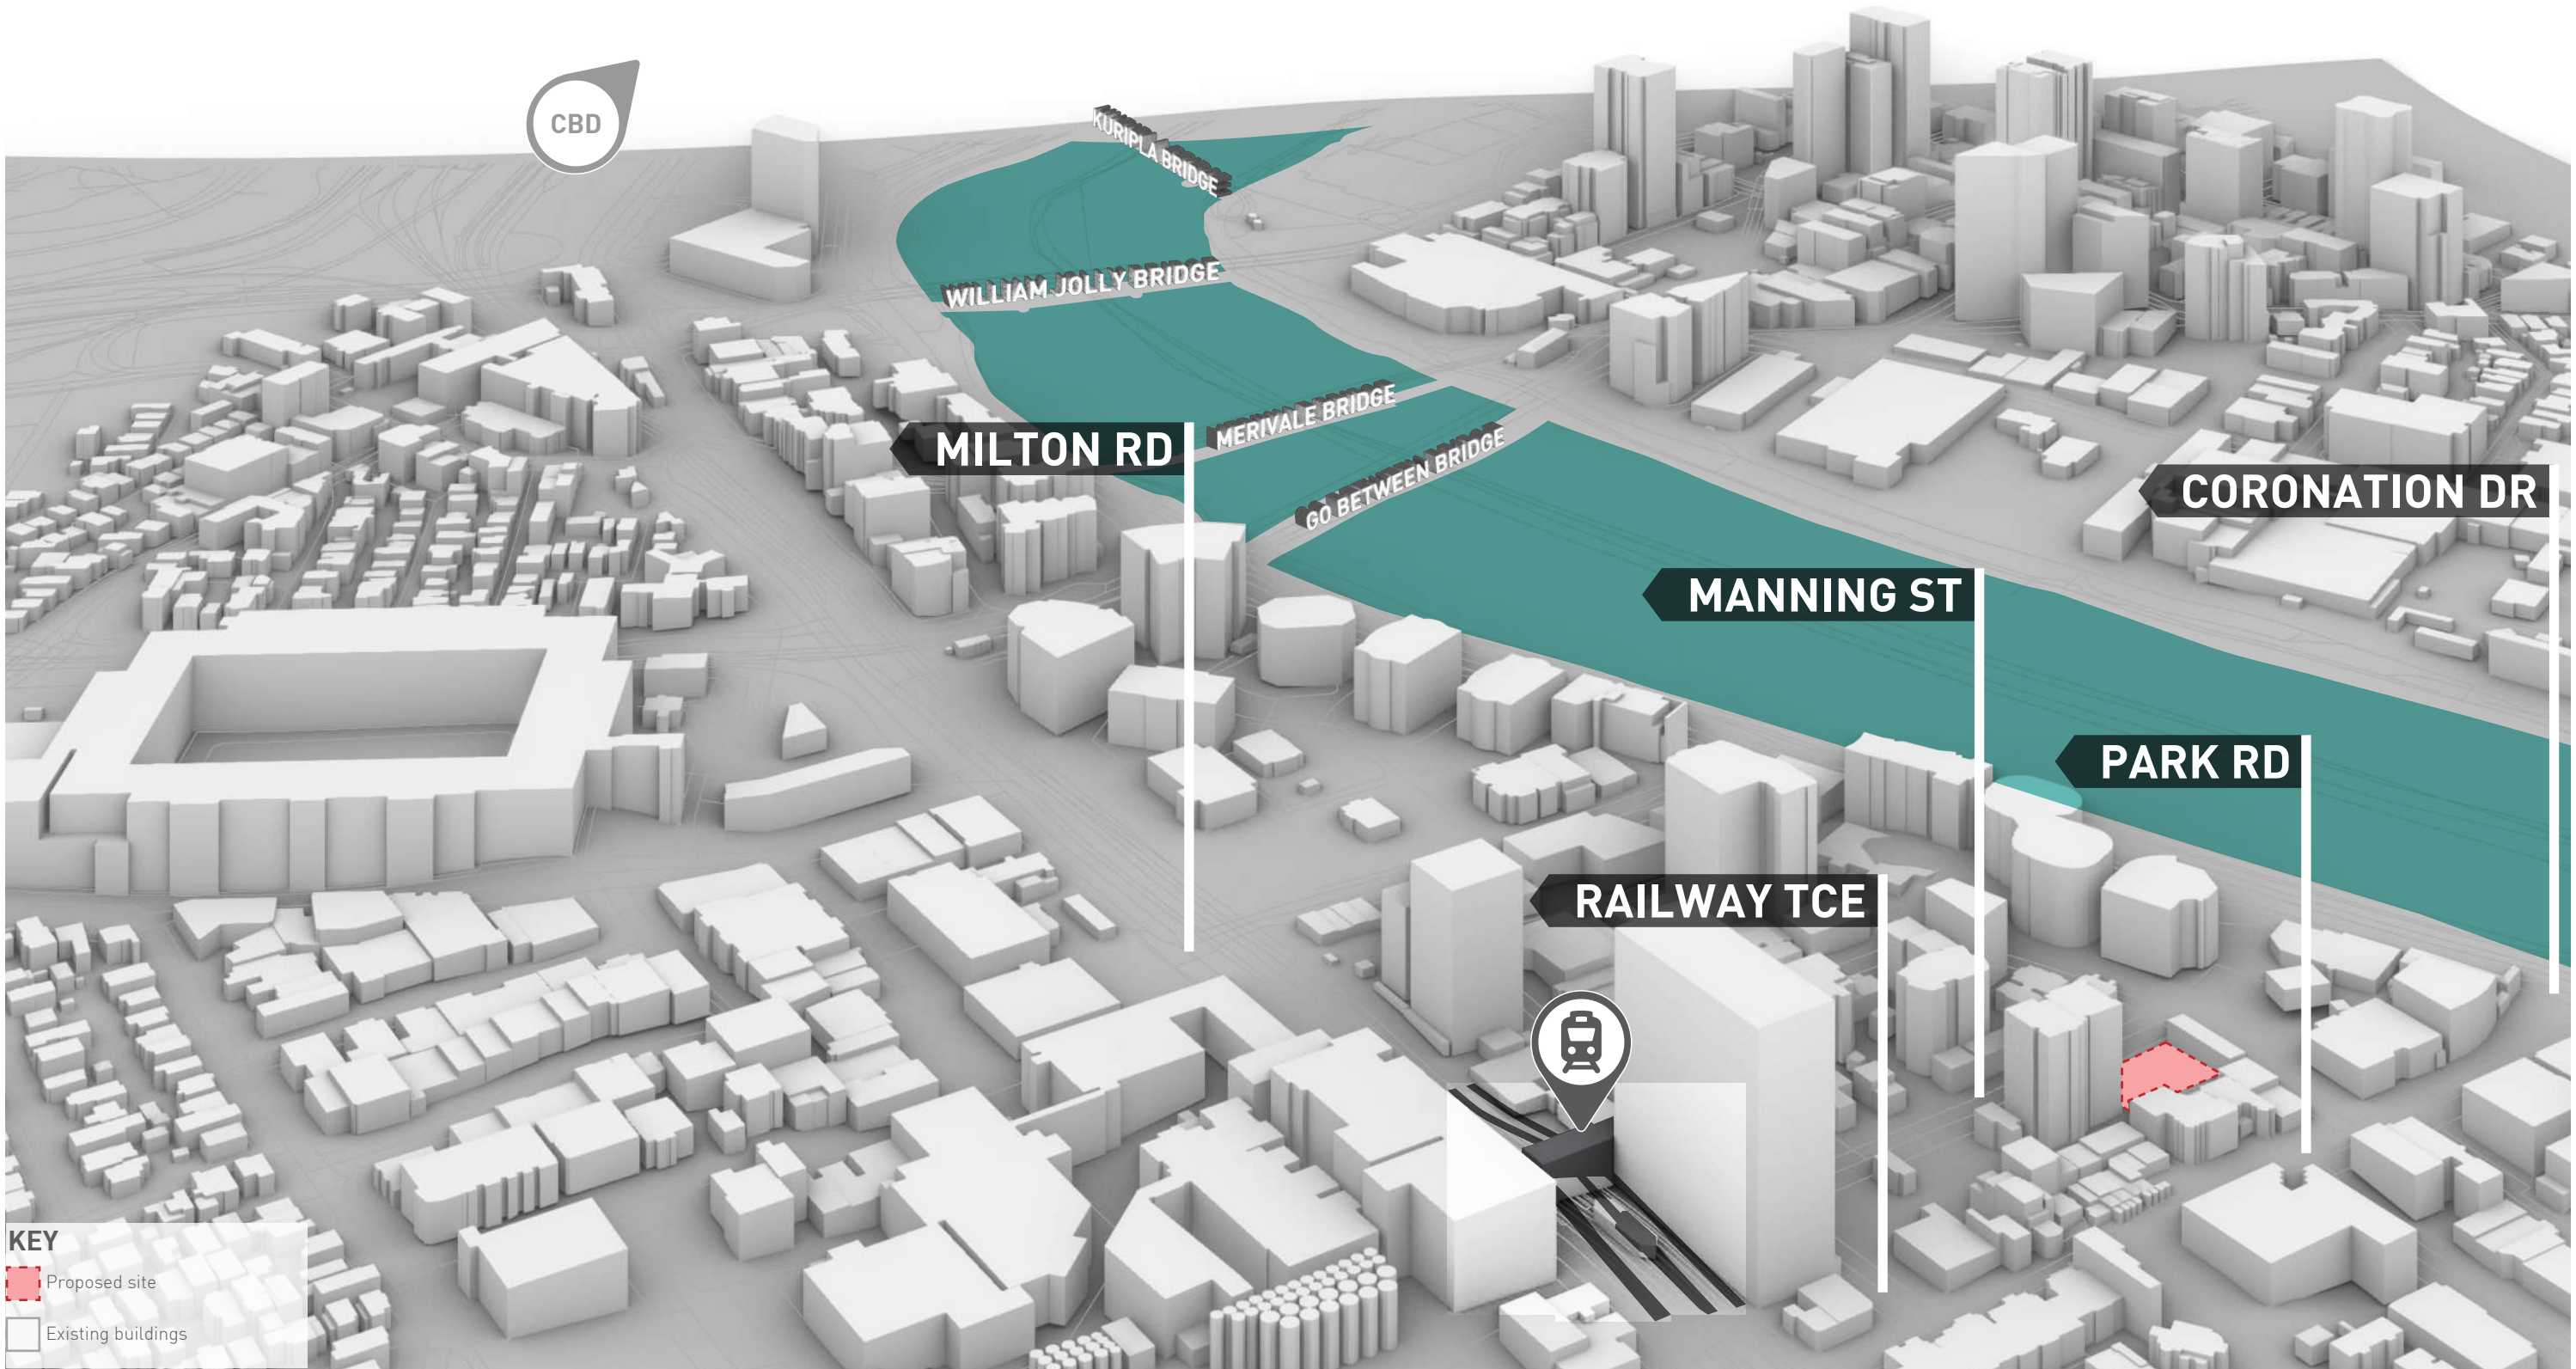 CBD
KURIPLA BRIDGE
WILLIAM JOLLY BRIDGE
MERIVALE BRIDGE
GO BETWEEN BRIDGE
MILTON RD
CORONATION DR
MANNING ST
PARK RD
RAILWAY TCE
KEY
Proposed site
Existing buildings